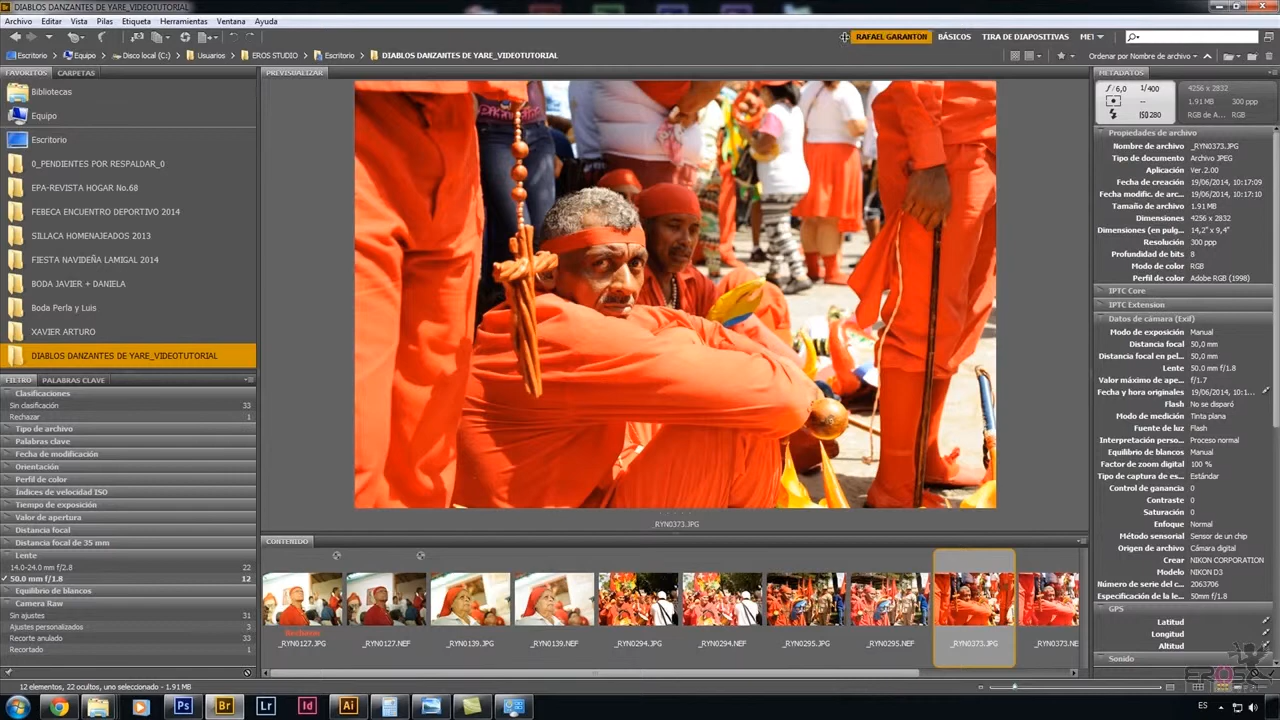 DIABLOS DANZANTES DE YARE_VIDEOTUTORIAL
Archivo Editar Vista Pilas Etiqueta Herramientas Ventana Ayuda
RAFAEL GARANTON BÁSICOS TIRA DE DIAPOSITIVAS
Escritorio Equipo Disco local (C:) Usuarios EROS STUDIO Escritorio DIABLOS DANZANTES DE YARE_VIDEOTUTORIAL
Ordenar por Nombre de archivo
FAVORITOS CARPETAS
Bibliotecas
Equipo
Escritorio
0_PENDIENTES POR RESPALDAR_0
EPA-REVISTA HOGAR No.68
FEBECA ENCUENTRO DEPORTIVO 2014
SILLACA HOMENAJEADOS 2013
FIESTA NAVIDEÑA LAMIGAL 2014
BODA JAVIER + DANIELA
Boda Perla y Luis
XAVIER ARTURO
DIABLOS DANZANTES DE YARE_VIDEOTUTORIAL
FILTRO PALABRAS CLAVE
Clasificaciones
Sin clasificación 33
Rechazar 1
Tipo de archivo
Palabras clave
Fecha de modificación
Orientación
Perfil de color
Índices de velocidad ISO
Tiempo de exposición
Valor de apertura
Distancia focal
Distancia focal de 35 mm
Lente
14.0-24.0 mm f/2.8 22
50.0 mm f/1.8 12
Equilibrio de blancos
Camera Raw
Sin ajustes 31
Ajustes personalizados 3
Recorte anulado 33
Recortado 1
PREVISUALIZAR
_RYN0373.JPG
CONTENIDO
Rechazar
_RYN0127.JPG _RYN0127.NEF _RYN0139.JPG _RYN0139.NEF _RYN0294.JPG _RYN0294.NEF _RYN0295.JPG _RYN0295.NEF _RYN0373.JPG _RYN0373.NE
METADATOS
f/6,0 1/400
--
ISO280
4256 x 2832
1.91 MB 300 ppp
RGB de A... RGB
Propiedades de archivo
Nombre de archivo _RYN0373.JPG
Tipo de documento Archivo JPEG
Aplicación Ver.2.00
Fecha de creación 19/06/2014, 10:17:09
Fecha modific. de arc... 19/06/2014, 10:17:10
Tamaño de archivo 1.91 MB
Dimensiones 4256 x 2832
Dimensiones (en pulg... 14,2" x 9,4"
Resolución 300 ppp
Profundidad de bits 8
Modo de color RGB
Perfil de color Adobe RGB (1998)
IPTC Core
IPTC Extension
Datos de cámara (Exif)
Modo de exposición Manual
Distancia focal 50,0 mm
Distancia focal en pel... 50,0 mm
Lente 50.0 mm f/1.8
Valor máximo de ape... f/1.7
Fecha y hora originales 19/06/2014, 10:1...
Flash No se disparó
Modo de medición Tinta plana
Fuente de luz Flash
Interpretación perso... Proceso normal
Equilibrio de blancos Manual
Factor de zoom digital 100 %
Tipo de captura de es... Estándar
Control de ganancia 0
Contraste 0
Saturación 0
Enfoque Normal
Método sensorial Sensor de un chip
Origen de archivo Cámara digital
Crear NIKON CORPORATION
Modelo NIKON D3
Número de serie del c... 2063706
Especificación de la le... 50mm f/1.8
GPS
Latitud
Longitud
Altitud
Sonido
12 elementos, 22 ocultos, uno seleccionado - 1.91 MB
Ps Br Lr Id Ai
ES